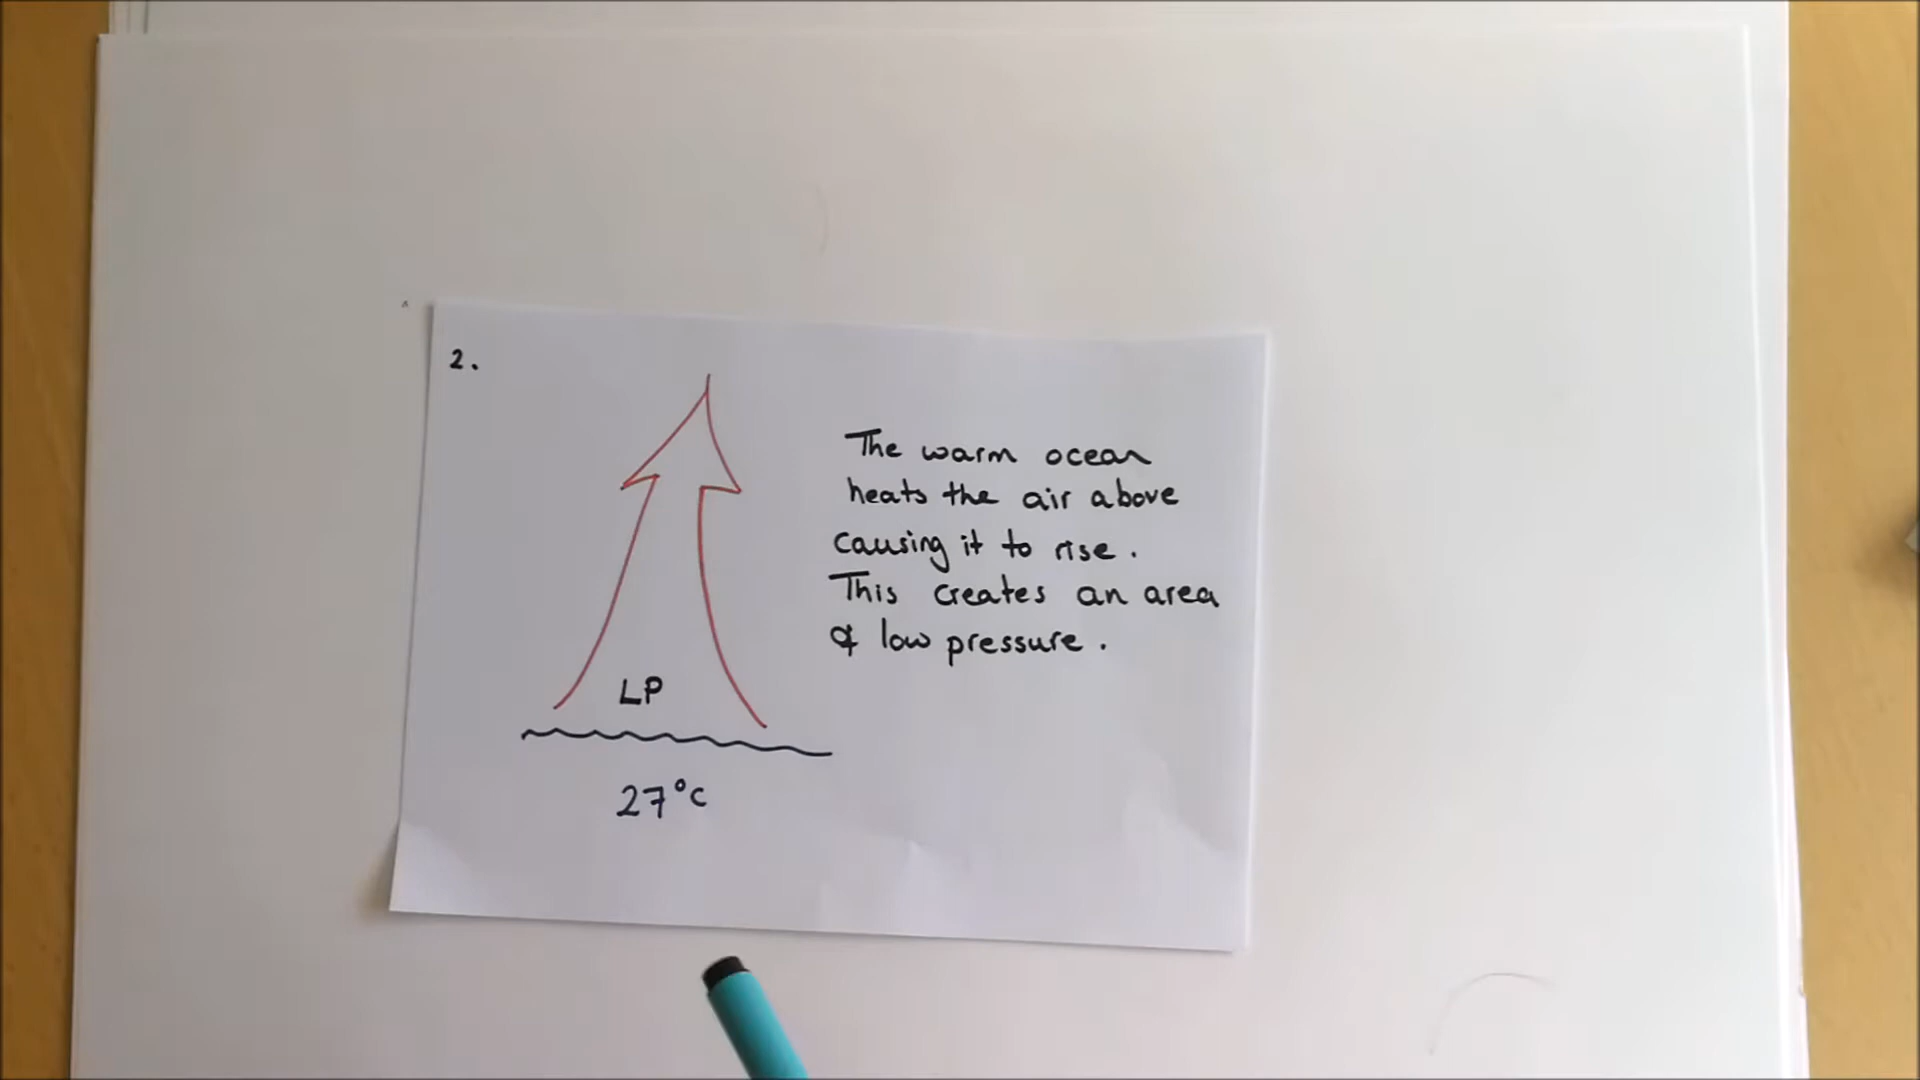 2.
The warm ocean
heats the air above
causing it to rise.
This creates an area
of low pressure.
LP
27°C